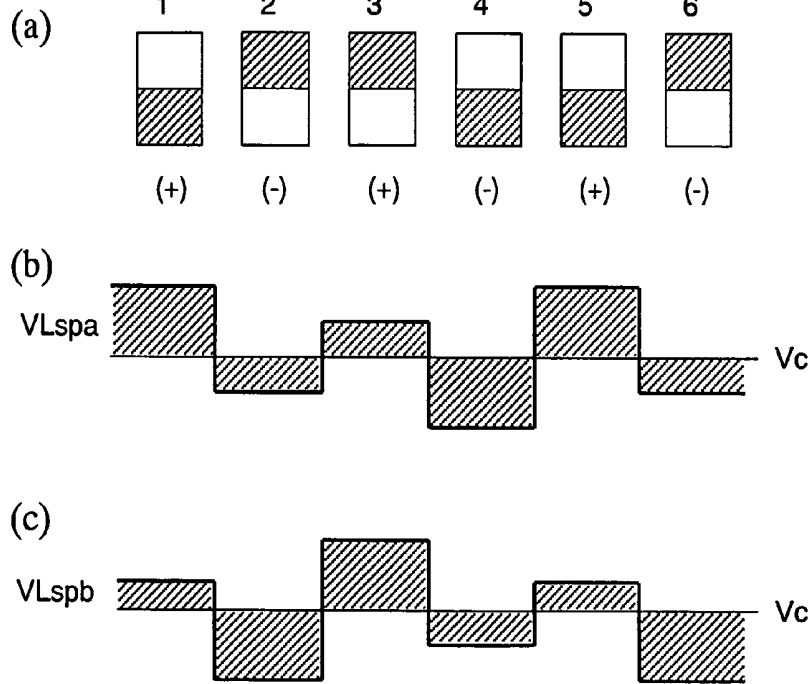 (a) 1 2 3 4 5 6
(+) (-) (+) (-) (+) (-)
(b)
VLspa
Vc
(c)
VLspb
Vc